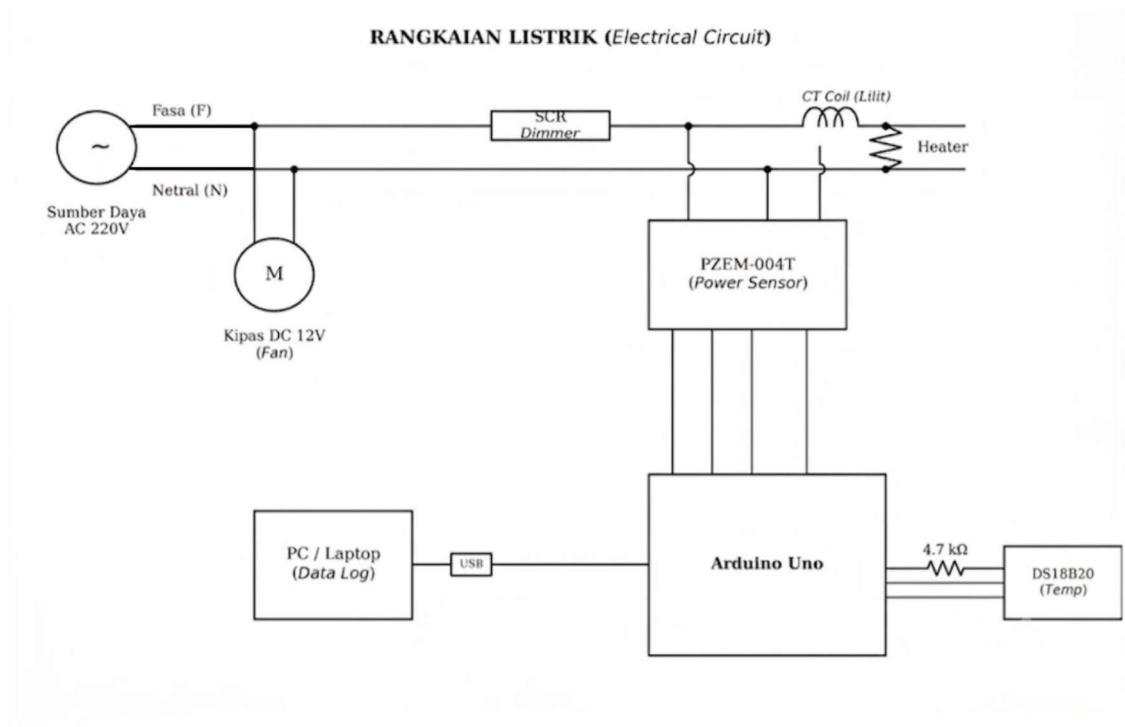 RANGKAIAN LISTRIK (Electrical Circuit)
Fasa (F)
~
Netral (N)
Sumber Daya
AC 220V
M
Kipas DC 12V
(Fan)
SCR
Dimmer
CT Coil (Lilit)
Heater
PZEM-004T
(Power Sensor)
PC / Laptop
(Data Log)
USB
Arduino Uno
4.7 kΩ
DS18B20
(Temp)